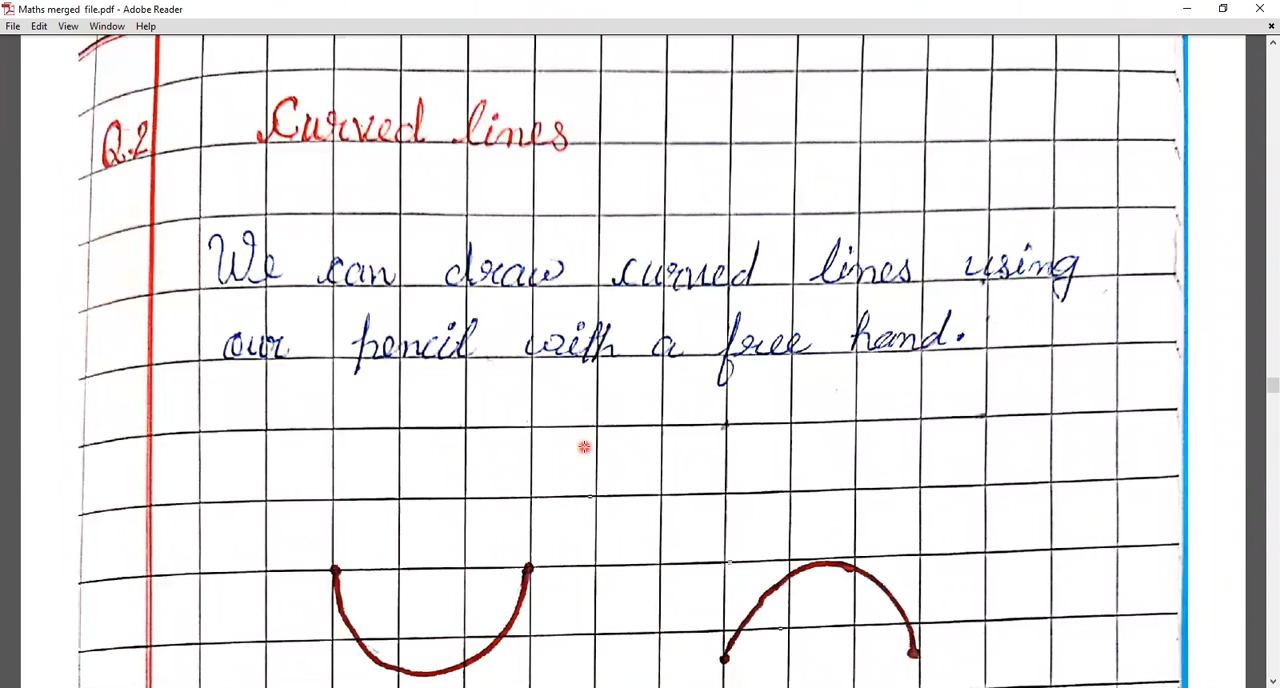 Maths merged file.pdf - Adobe Reader
File Edit View Window Help
Q.2 Curved lines
We can draw curved lines using
our pencil with a free hand.